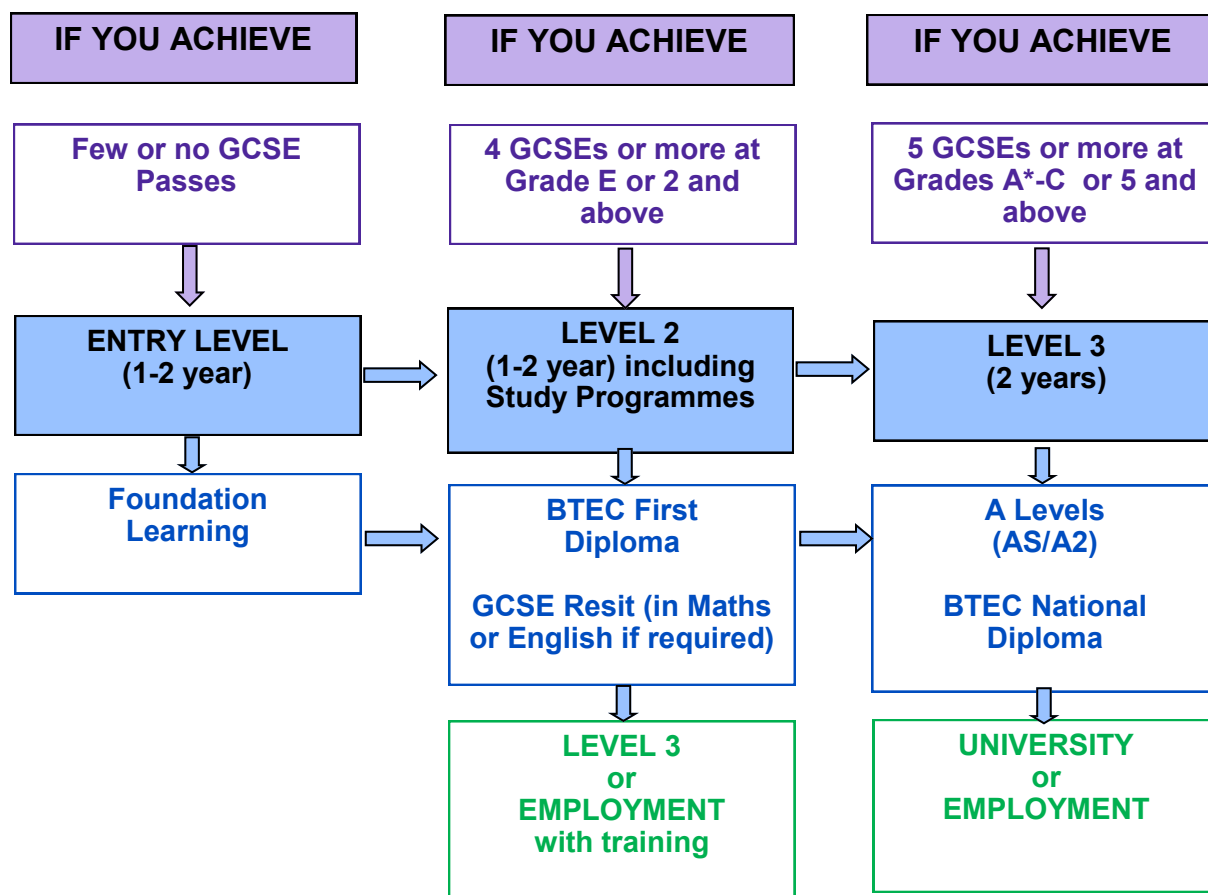 IF YOU ACHIEVE
IF YOU ACHIEVE
IF YOU ACHIEVE
Few or no GCSE
Passes
4 GCSEs or more at
Grade E or 2 and
above
5 GCSEs or more at
Grades A*-C or 5 and
above
ENTRY LEVEL
(1-2 year)
LEVEL 2
(1-2 year) including
Study Programmes
LEVEL 3
(2 years)
Foundation
Learning
BTEC First
Diploma
GCSE Resit (in Maths
or English if required)
A Levels
(AS/A2)
BTEC National
Diploma
LEVEL 3
or
EMPLOYMENT
with training
UNIVERSITY
or
EMPLOYMENT